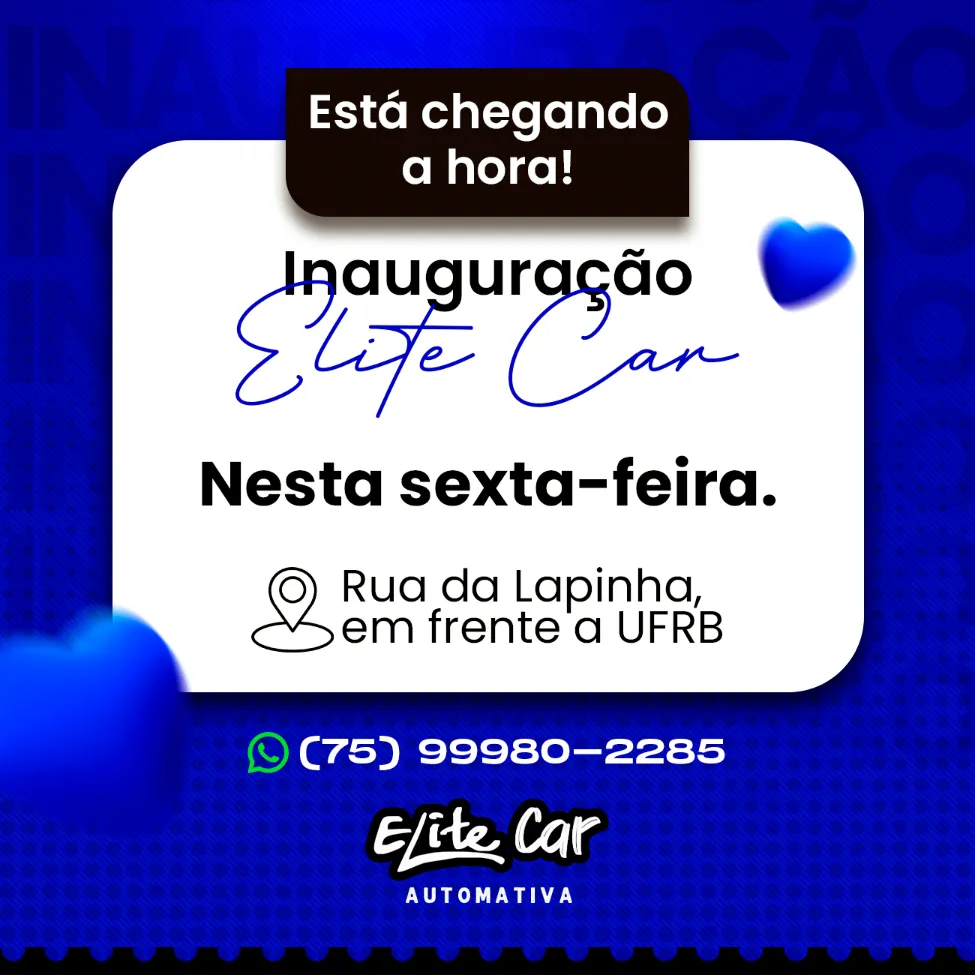 INAUGURAÇÃO
Está chegando
a hora!
Inauguração
Elite Car
Nesta sexta-feira.
Rua da Lapinha,
em frente a UFRB
(75) 99980-2285
Elite Car
AUTOMATIVA